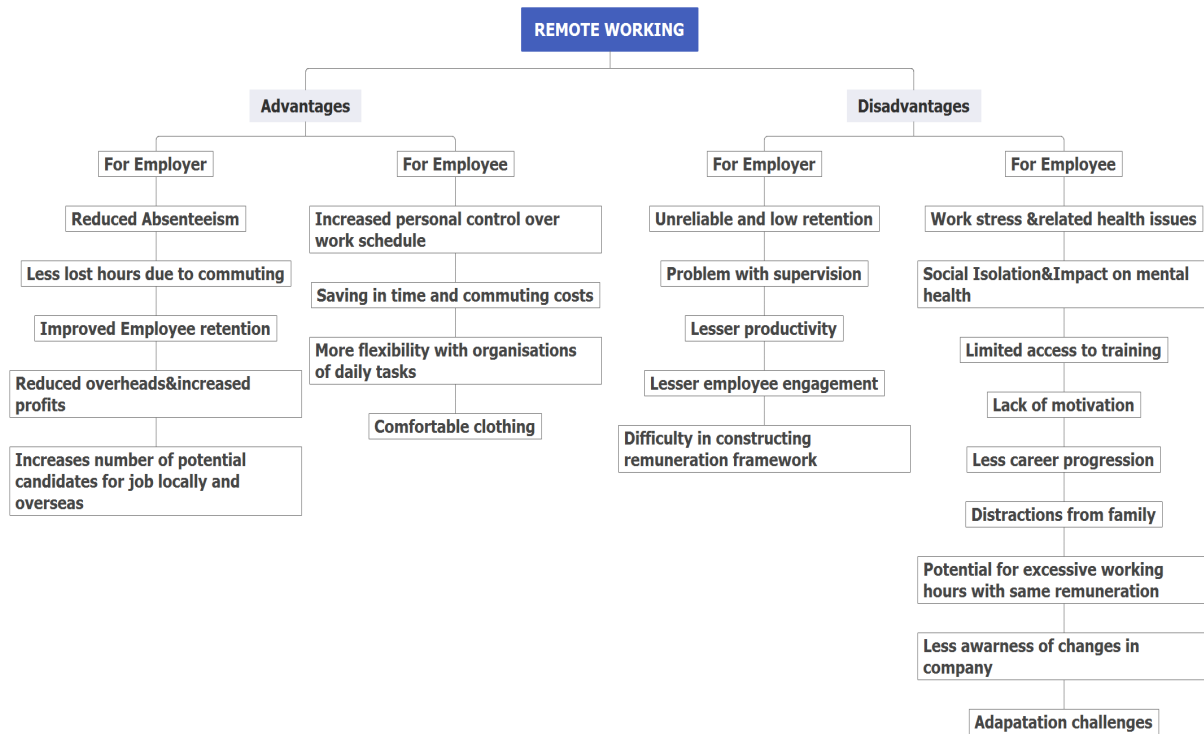 REMOTE WORKING
Advantages
Disadvantages
For Employer
For Employee
For Employer
For Employee
Reduced Absenteeism
Less lost hours due to commuting
Improved Employee retention
Reduced overheads&increased
profits
Increases number of potential
candidates for job locally and
overseas
Increased personal control over
work schedule
Saving in time and commuting costs
More flexibility with organisations
of daily tasks
Comfortable clothing
Unreliable and low retention
Problem with supervision
Lesser productivity
Lesser employee engagement
Difficulty in constructing
remuneration framework
Work stress &related health issues
Social Isolation&Impact on mental
health
Limited access to training
Lack of motivation
Less career progression
Distractions from family
Potential for excessive working
hours with same remuneration
Less awarness of changes in
company
Adapatation challenges